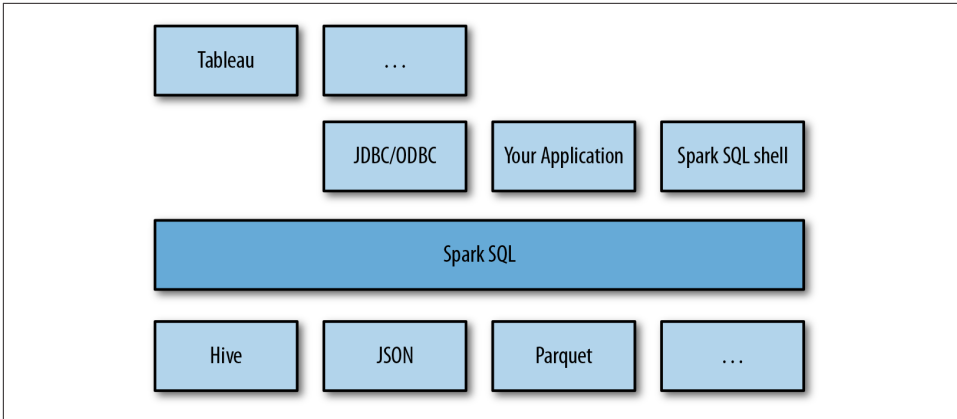 Tableau
. . .
JDBC/ODBC
Your Application
Spark SQL shell
Spark SQL
Hive
JSON
Parquet
. . .